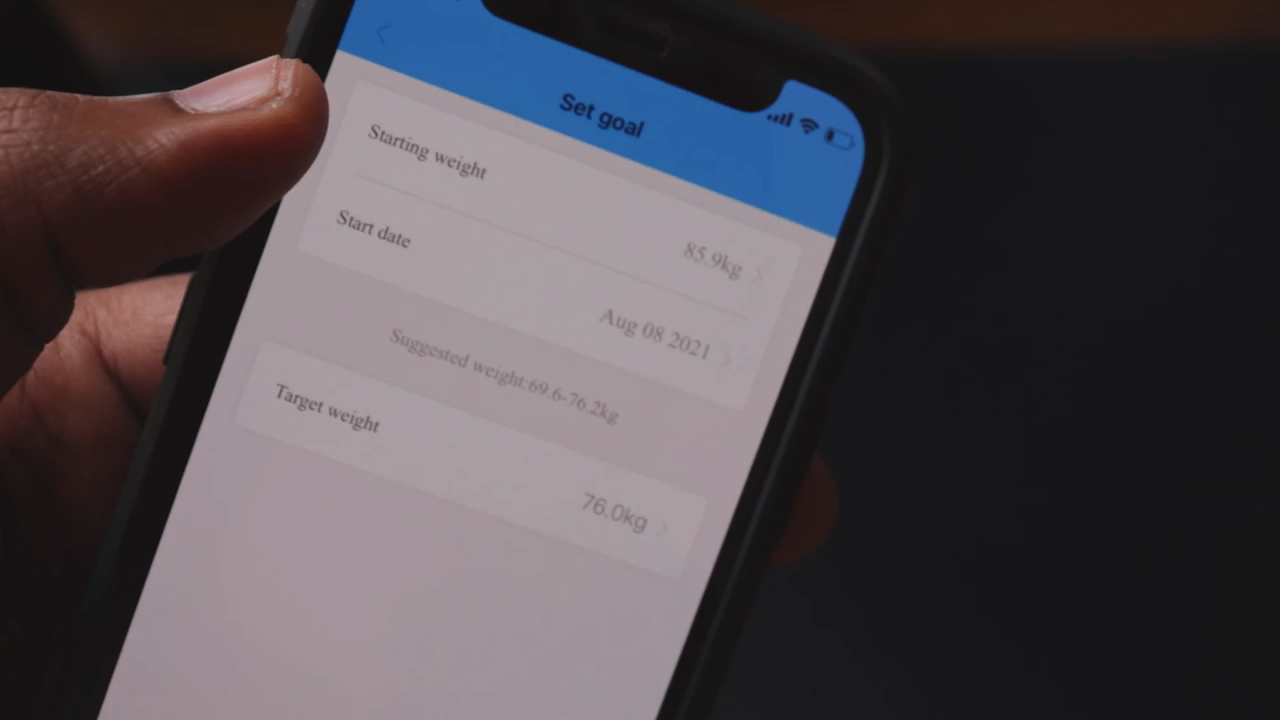 Set goal
Starting weight
85.9kg
Start date
Aug 08 2021
Suggested weight:69.6-76.2kg
Target weight
76.0kg